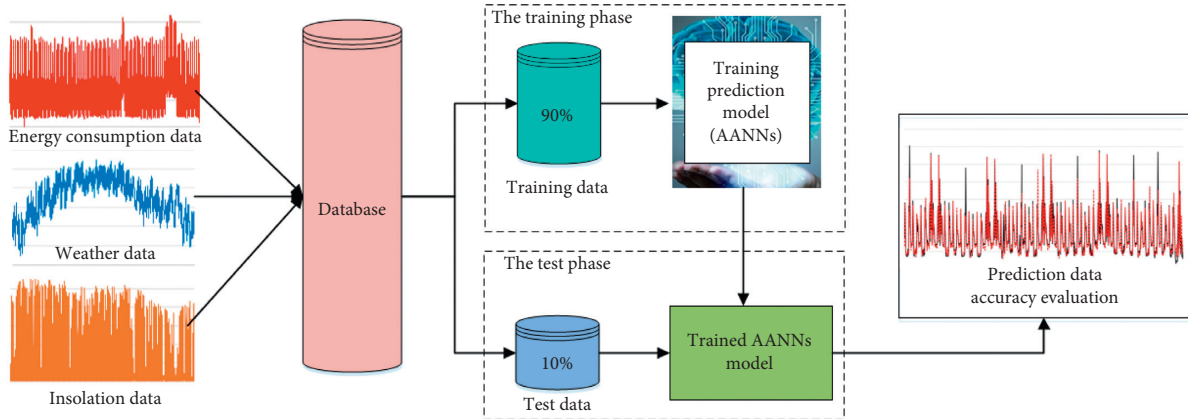 Energy consumption data
Weather data
Insolation data
Database
The training phase
90%
Training data
Training
prediction
model
(AANNs)
The test phase
10%
Test data
Trained AANNs
model
Prediction data
accuracy evaluation